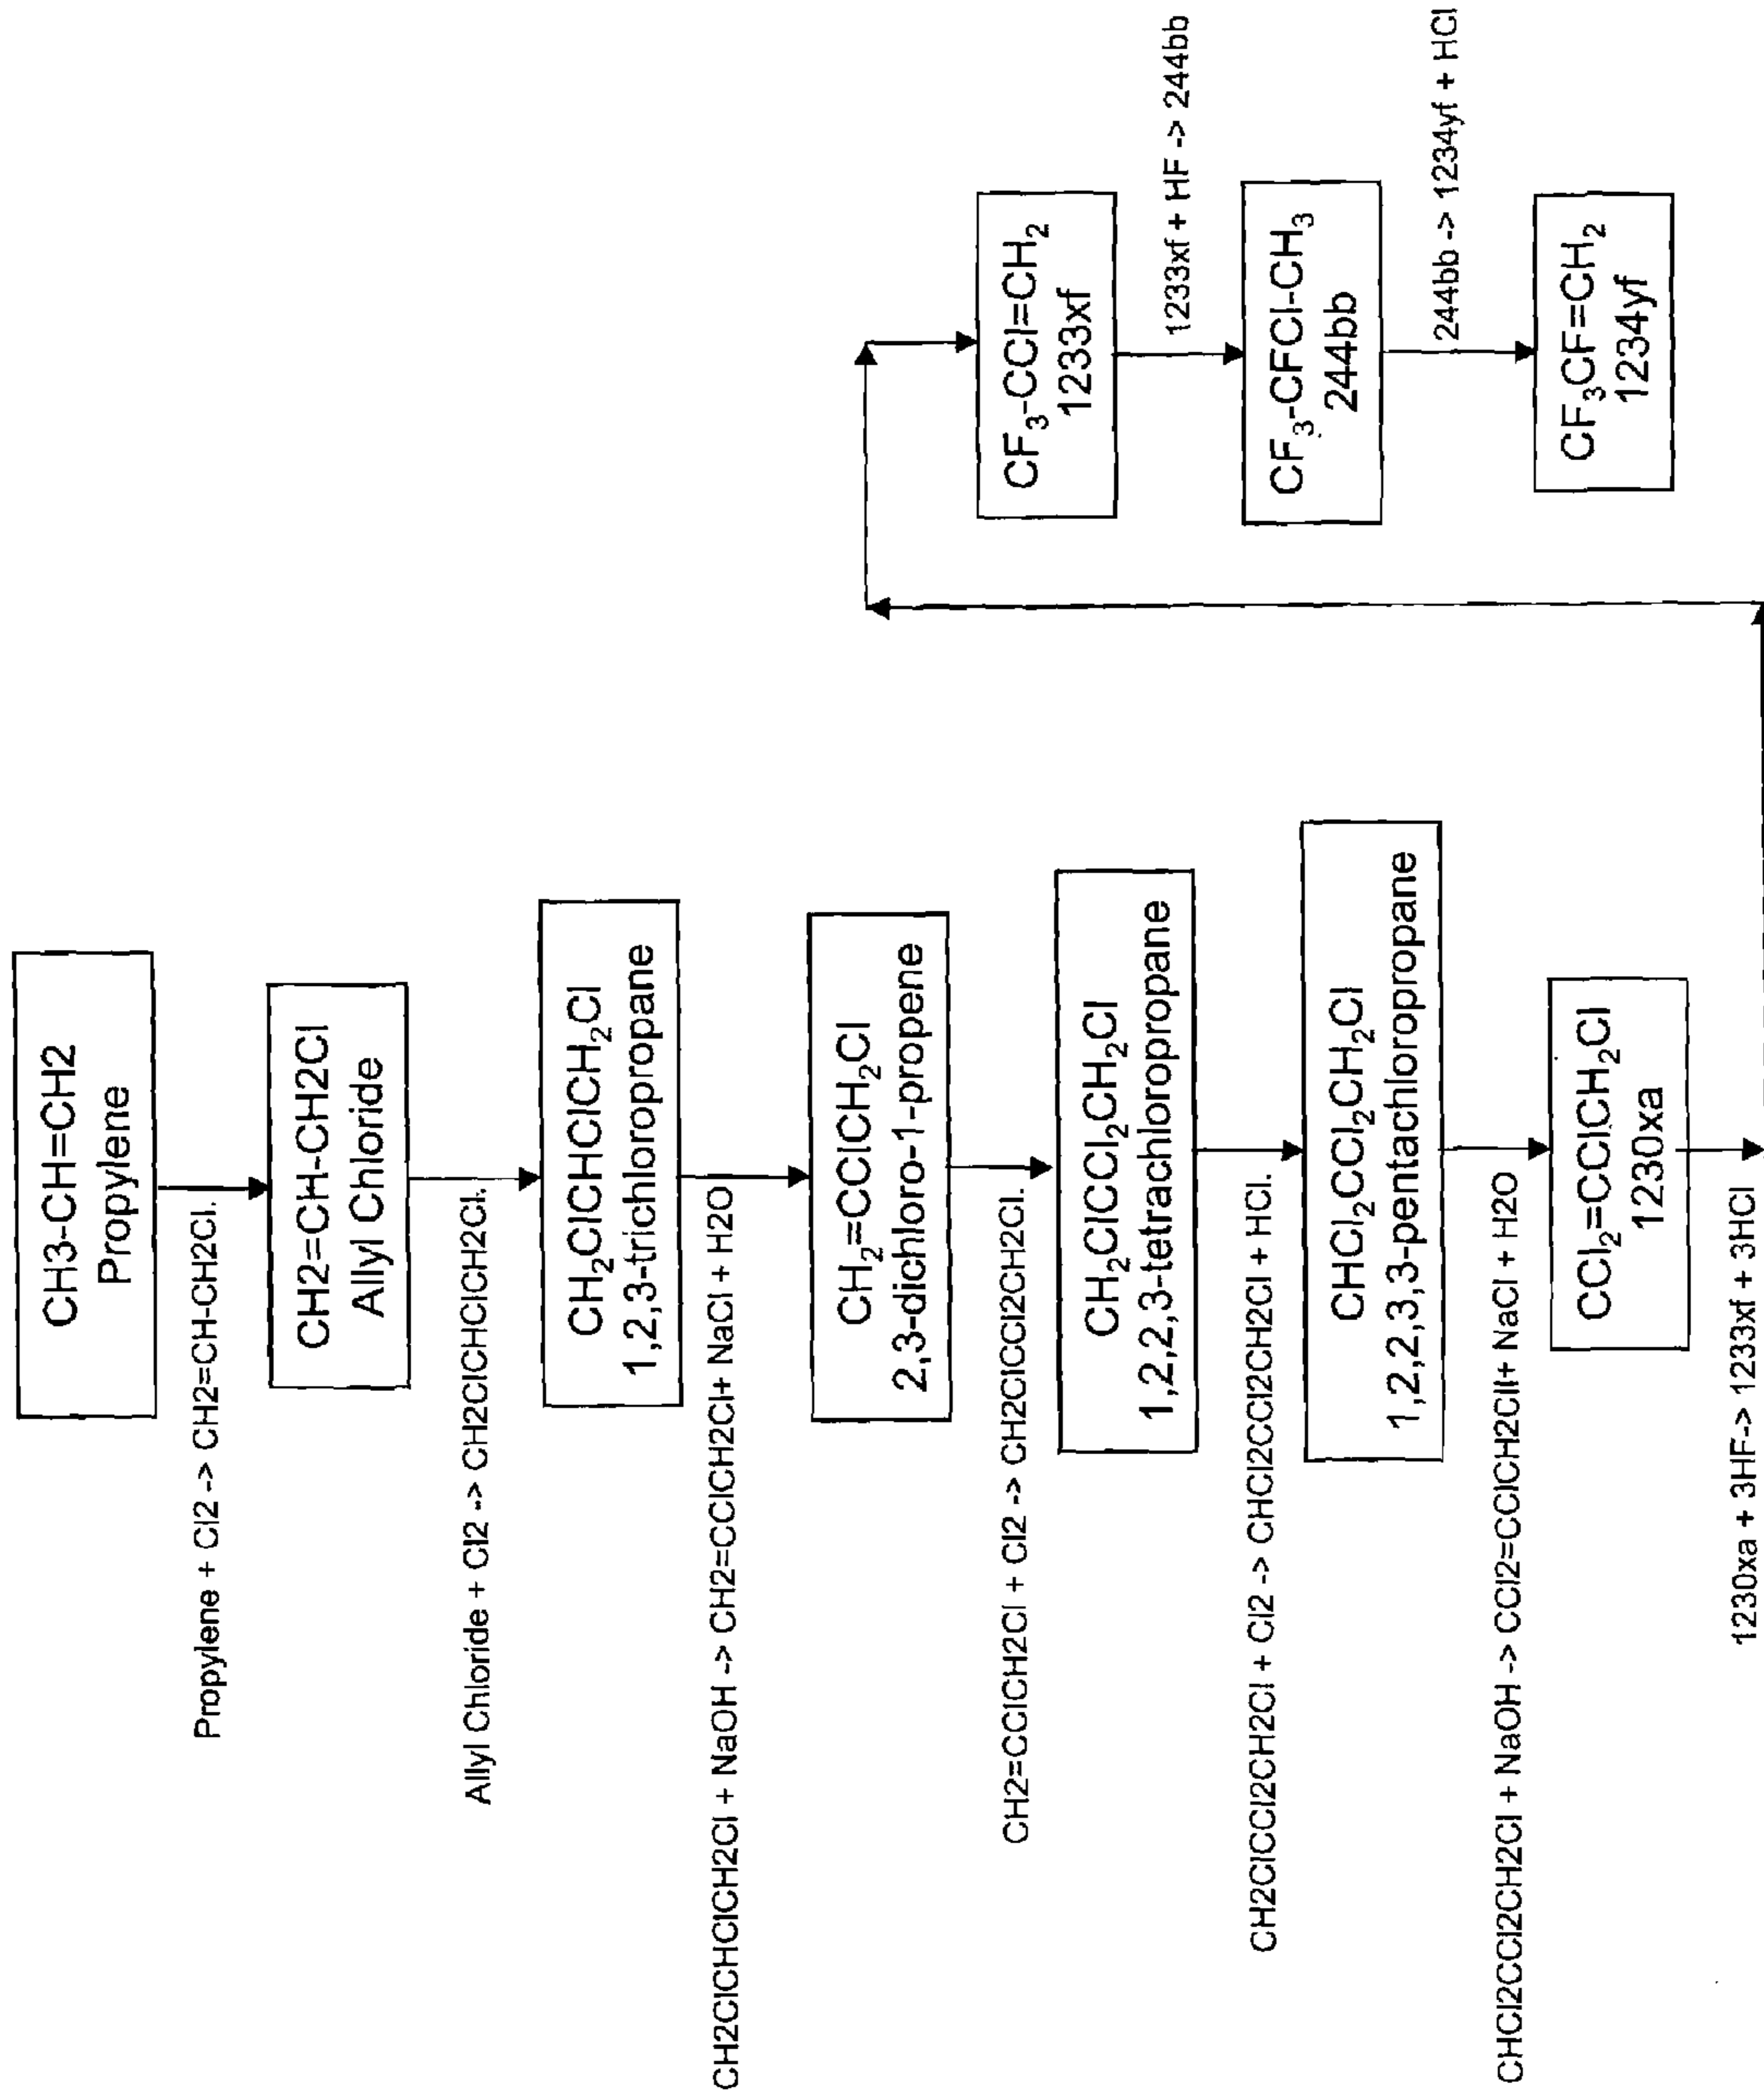 CH3-CH=CH2
Propylene
Propylene + Cl2 -> CH2=CH-CH2Cl.
CH2=CH-CH2Cl
Allyl Chloride
Allyl Chloride + Cl2 -> CH2ClCHClCH2Cl.
CH₂ClCHClCH₂Cl
1,2,3-trichloropropane
CH2ClCHClCH2Cl + NaOH -> CH2=CClCH2Cl+ NaCl + H2O
CH₂=CClCH₂Cl
2,3-dichloro-1-propene
CH2=CClCH2Cl + Cl2 -> CH2ClCCl2CH2Cl.
CH₂ClCCl₂CH₂Cl
1,2,2,3-tetrachloropropane
CH2ClCCl2CH2Cl + Cl2 -> CHCl2CCl2CH2Cl + HCl.
CHCl₂CCl₂CH₂Cl
1,2,2,3,3-pentachloropropane
CHCl2CCl2CH2Cl + NaOH -> CCl2=CClCH2Cll+ NaCl + H2O
CCl₂=CClCH₂Cl
1230xa
1230xa + 3HF-> 1233xf + 3HCl
CF₃-CCl=CH₂
1233xf
1233xf + HF -> 244bb
CF₃-CFCl-CH₃
244bb
244bb -> 1234yf + HCl
CF₃CF=CH₂
1234yf